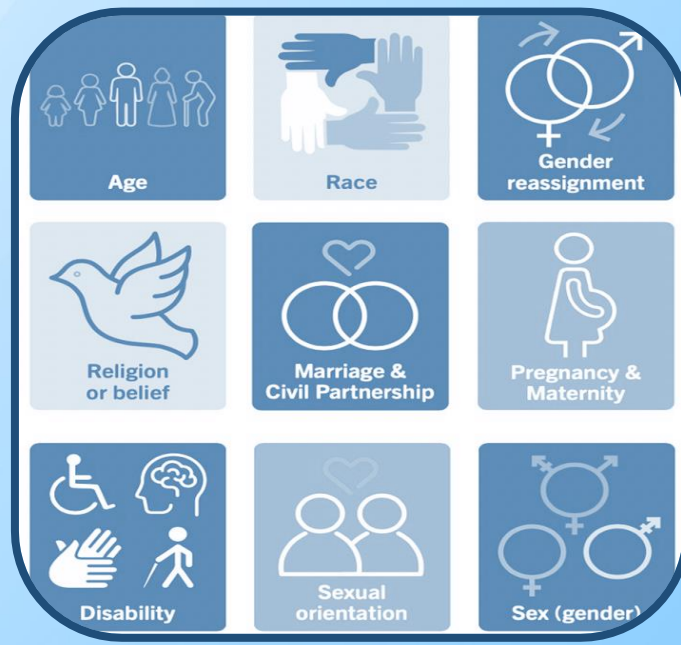 Age
Race
Gender
reassignment
Religion
or belief
Marriage &
Civil Partnership
Pregnancy &
Maternity
Disability
Sexual
orientation
Sex (gender)